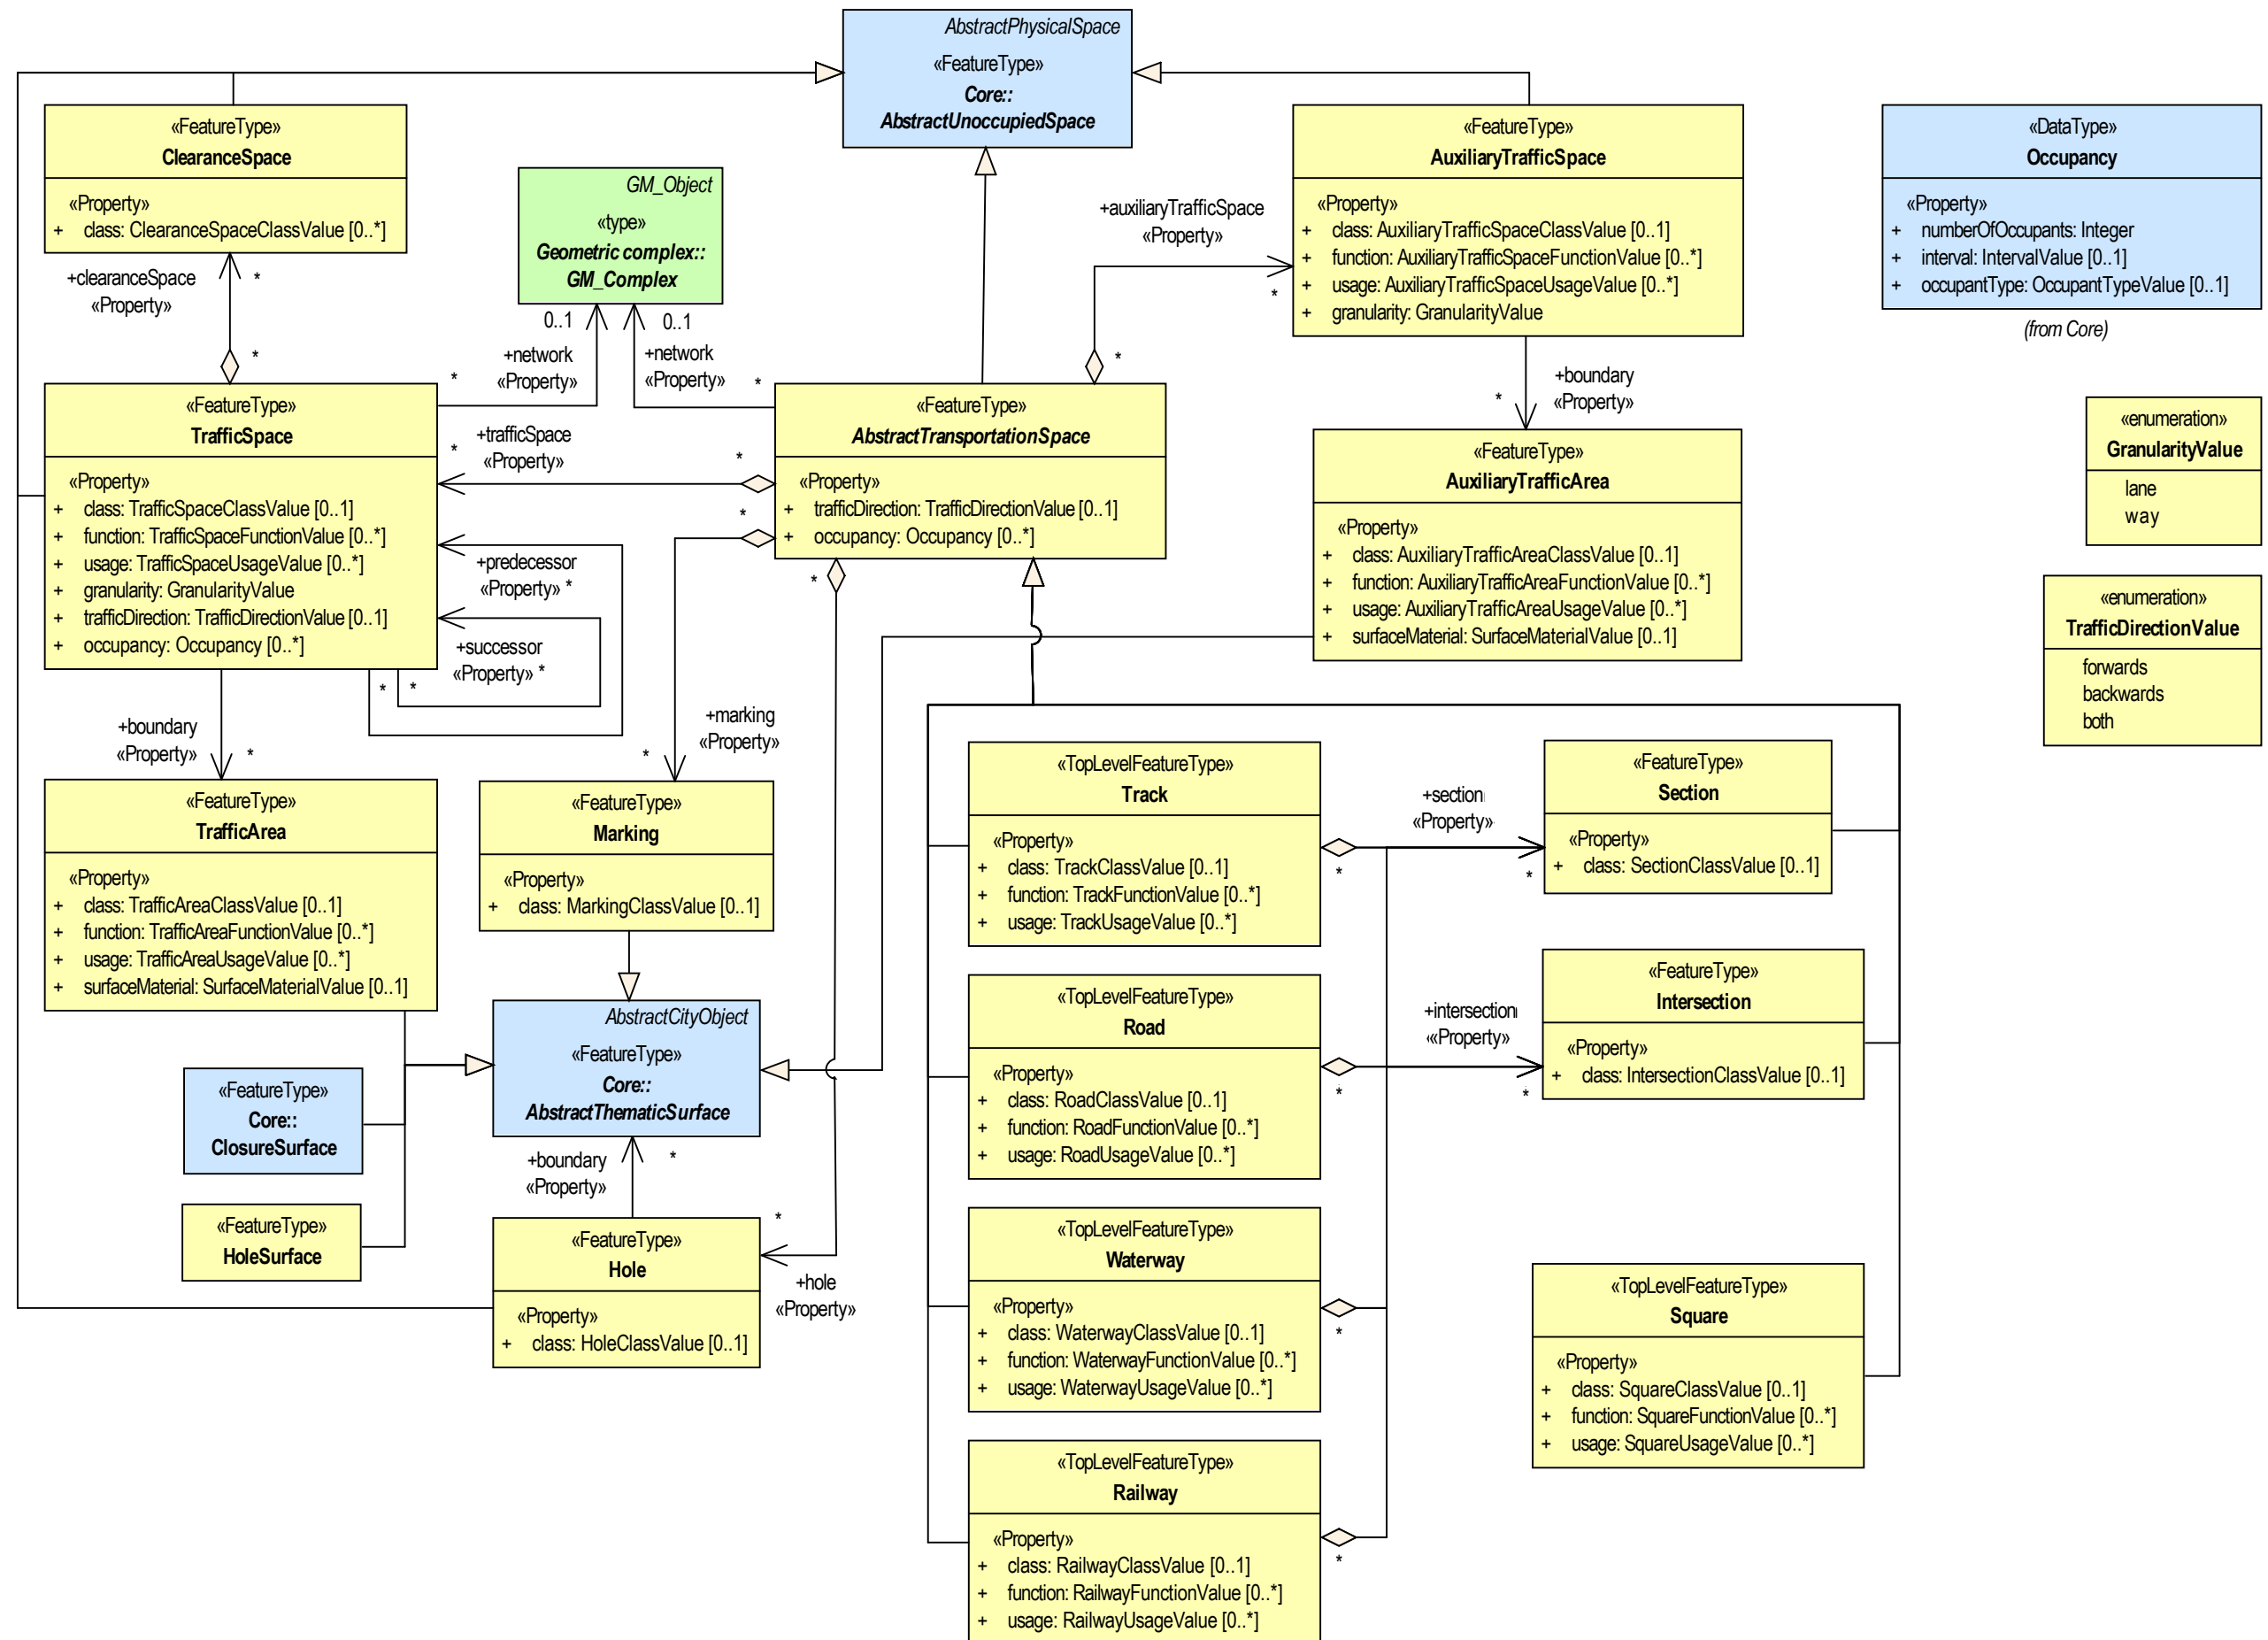 AbstractPhysicalSpace
«FeatureType»
Core::
AbstractUnoccupiedSpace
«FeatureType»
ClearanceSpace
«Property»
+ class: ClearanceSpaceClassValue [0..*]
GM_Object
«type»
Geometric complex::
GM_Complex
«FeatureType»
AuxiliaryTrafficSpace
«Property»
+ class: AuxiliaryTrafficSpaceClassValue [0..1]
+ function: AuxiliaryTrafficSpaceFunctionValue [0..*]
+ usage: AuxiliaryTrafficSpaceUsageValue [0..*]
+ granularity: GranularityValue
«DataType»
Occupancy
«Property»
+ numberOfOccupants: Integer
+ interval: IntervalValue [0..1]
+ occupantType: OccupantTypeValue [0..1]
(from Core)
+auxiliaryTrafficSpace
«Property»
*
*
+clearanceSpace
«Property»
*
*
0..1
0..1
+network
«Property»
*
+network
«Property»
*
+boundary
«Property»
*
«FeatureType»
TrafficSpace
«Property»
+ class: TrafficSpaceClassValue [0..1]
+ function: TrafficSpaceFunctionValue [0..*]
+ usage: TrafficSpaceUsageValue [0..*]
+ granularity: GranularityValue
+ trafficDirection: TrafficDirectionValue [0..1]
+ occupancy: Occupancy [0..*]
+trafficSpace
«Property»
*
*
*
«FeatureType»
AbstractTransportationSpace
«Property»
+ trafficDirection: TrafficDirectionValue [0..1]
+ occupancy: Occupancy [0..*]
«FeatureType»
AuxiliaryTrafficArea
«Property»
+ class: AuxiliaryTrafficAreaClassValue [0..1]
+ function: AuxiliaryTrafficAreaFunctionValue [0..*]
+ usage: AuxiliaryTrafficAreaUsageValue [0..*]
+ surfaceMaterial: SurfaceMaterialValue [0..1]
«enumeration»
GranularityValue
lane
way
«enumeration»
TrafficDirectionValue
forwards
backwards
both
+predecessor
«Property» *
+successor
«Property» *
*
*
*
+boundary
«Property»
*
+marking
«Property»
*
«FeatureType»
TrafficArea
«Property»
+ class: TrafficAreaClassValue [0..1]
+ function: TrafficAreaFunctionValue [0..*]
+ usage: TrafficAreaUsageValue [0..*]
+ surfaceMaterial: SurfaceMaterialValue [0..1]
«FeatureType»
Marking
«Property»
+ class: MarkingClassValue [0..1]
«TopLevelFeatureType»
Track
«Property»
+ class: TrackClassValue [0..1]
+ function: TrackFunctionValue [0..*]
+ usage: TrackUsageValue [0..*]
+section
«Property»
*
*
«FeatureType»
Section
«Property»
+ class: SectionClassValue [0..1]
«TopLevelFeatureType»
Road
«Property»
+ class: RoadClassValue [0..1]
+ function: RoadFunctionValue [0..*]
+ usage: RoadUsageValue [0..*]
+intersection
«Property»
*
*
«FeatureType»
Intersection
«Property»
+ class: IntersectionClassValue [0..1]
AbstractCityObject
«FeatureType»
Core::
AbstractThematicSurface
«FeatureType»
Core::
ClosureSurface
«FeatureType»
HoleSurface
+boundary
«Property»
*
*
+hole
«Property»
«FeatureType»
Hole
«Property»
+ class: HoleClassValue [0..1]
«TopLevelFeatureType»
Waterway
«Property»
+ class: WaterwayClassValue [0..1]
+ function: WaterwayFunctionValue [0..*]
+ usage: WaterwayUsageValue [0..*]
*
«TopLevelFeatureType»
Square
«Property»
+ class: SquareClassValue [0..1]
+ function: SquareFunctionValue [0..*]
+ usage: SquareUsageValue [0..*]
«TopLevelFeatureType»
Railway
«Property»
+ class: RailwayClassValue [0..1]
+ function: RailwayFunctionValue [0..*]
+ usage: RailwayUsageValue [0..*]
*